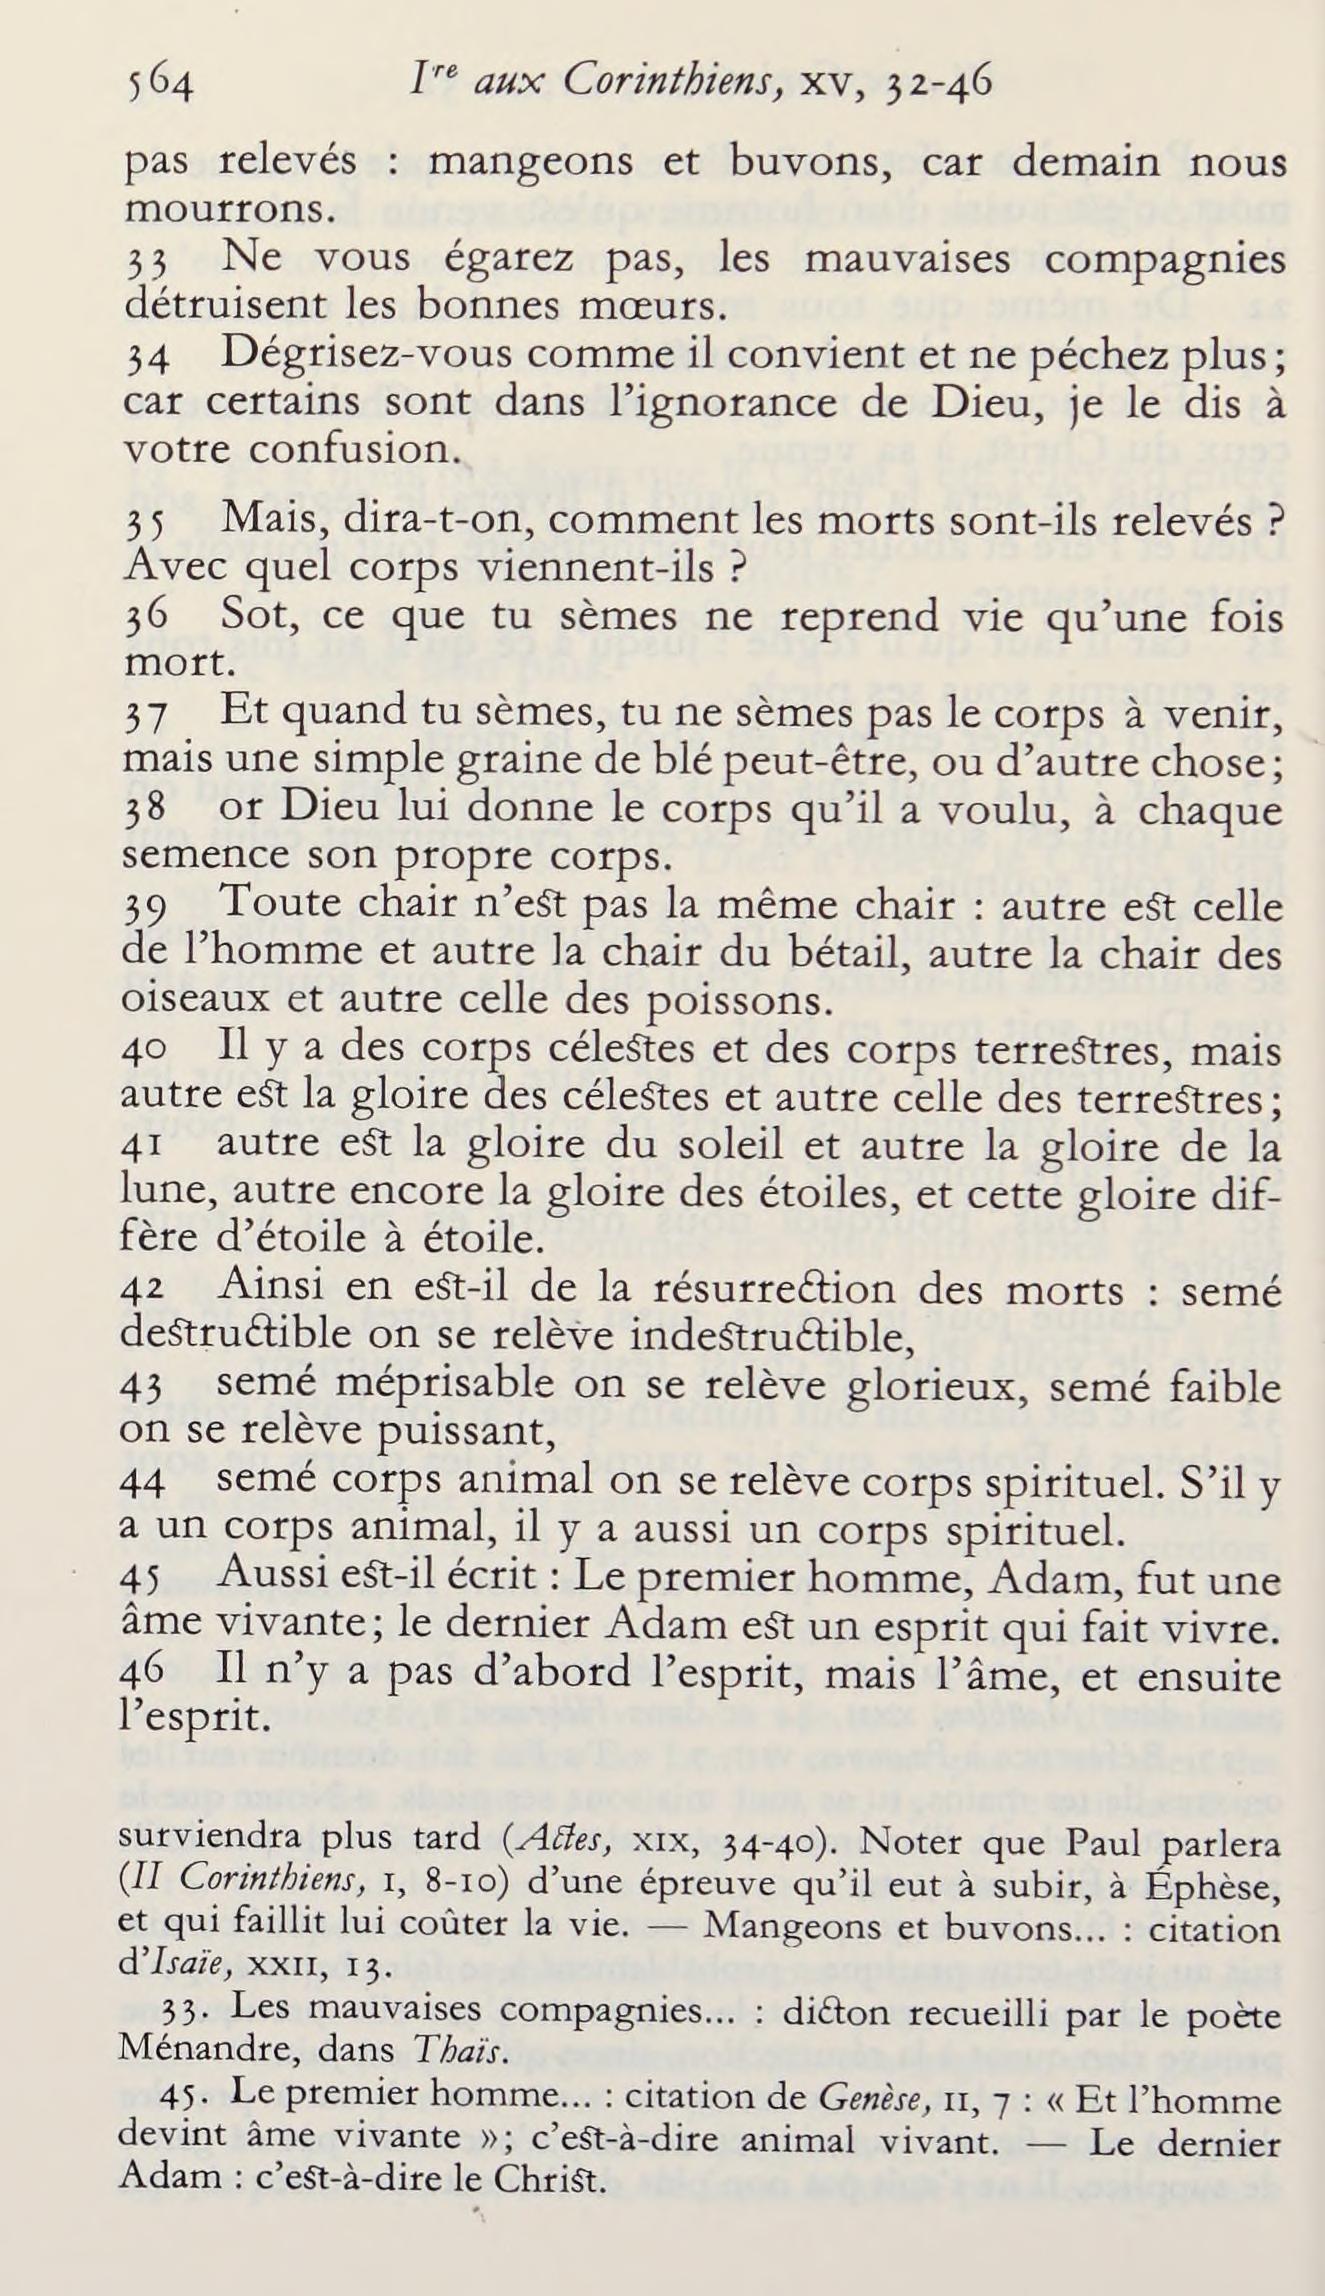 564 Iʳᵉ aux Corinthiens, XV, 32-46
pas relevés : mangeons et buvons, car demain nous
mourrons.
33 Ne vous égarez pas, les mauvaises compagnies
détruisent les bonnes mœurs.
34 Dégrisez-vous comme il convient et ne péchez plus ;
car certains sont dans l’ignorance de Dieu, je le dis à
votre confusion.
35 Mais, dira-t-on, comment les morts sont-ils relevés ?
Avec quel corps viennent-ils ?
36 Sot, ce que tu sèmes ne reprend vie qu’une fois
mort.
37 Et quand tu sèmes, tu ne sèmes pas le corps à venir,
mais une simple graine de blé peut-être, ou d’autre chose ;
38 or Dieu lui donne le corps qu’il a voulu, à chaque
semence son propre corps.
39 Toute chair n’est pas la même chair : autre est celle
de l’homme et autre la chair du bétail, autre la chair des
oiseaux et autre celle des poissons.
40 Il y a des corps célestes et des corps terrestres, mais
autre est la gloire des célestes et autre celle des terrestres ;
41 autre est la gloire du soleil et autre la gloire de la
lune, autre encore la gloire des étoiles, et cette gloire dif-
fère d’étoile à étoile.
42 Ainsi en est-il de la résurrection des morts : semé
destructible on se relève indestructible,
43 semé méprisable on se relève glorieux, semé faible
on se relève puissant,
44 semé corps animal on se relève corps spirituel. S’il y
a un corps animal, il y a aussi un corps spirituel.
45 Aussi est-il écrit : Le premier homme, Adam, fut une
âme vivante ; le dernier Adam est un esprit qui fait vivre.
46 Il n’y a pas d’abord l’esprit, mais l’âme, et ensuite
l’esprit.
surviendra plus tard (Actes, XIX, 34-40). Noter que Paul parlera
(II Corinthiens, I, 8-10) d’une épreuve qu’il eut à subir, à Éphèse,
et qui faillit lui coûter la vie. — Mangeons et buvons... : citation
d’Isaïe, XXII, 13.
33. Les mauvaises compagnies... : dicton recueilli par le poète
Ménandre, dans Thaïs.
45. Le premier homme... : citation de Genèse, II, 7 : « Et l’homme
devint âme vivante » ; c’est-à-dire animal vivant. — Le dernier
Adam : c’est-à-dire le Christ.